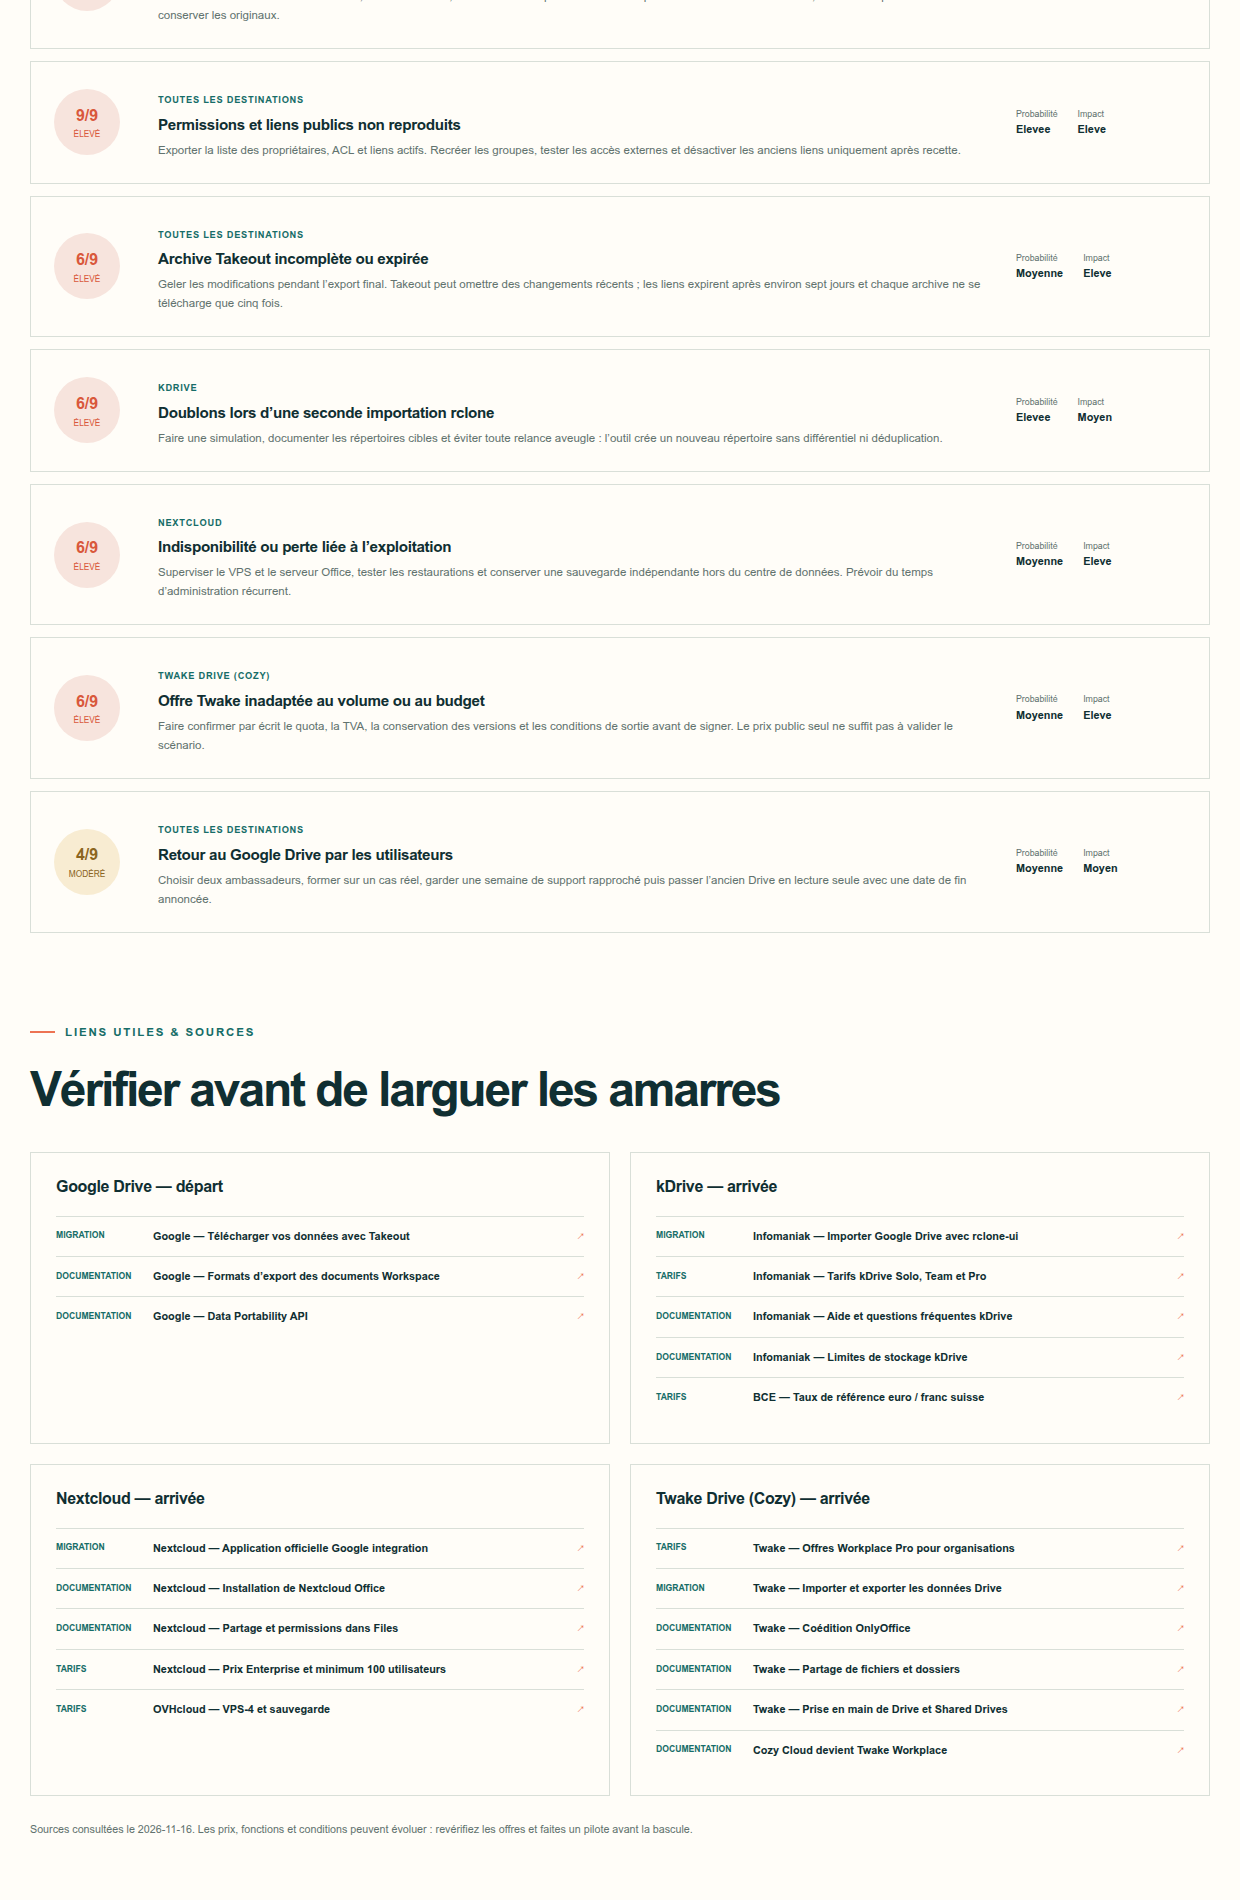 conserver les originaux.
9/9
ÉLEVÉ
TOUTES LES DESTINATIONS
Permissions et liens publics non reproduits
Exporter la liste des propriétaires, ACL et liens actifs. Recréer les groupes, tester les accès externes et désactiver les anciens liens uniquement après recette.
Probabilité Impact
Elevee Eleve
6/9
ÉLEVÉ
TOUTES LES DESTINATIONS
Archive Takeout incomplète ou expirée
Geler les modifications pendant l’export final. Takeout peut omettre des changements récents ; les liens expirent après environ sept jours et chaque archive ne se
télécharge que cinq fois.
Probabilité Impact
Moyenne Eleve
6/9
ÉLEVÉ
KDRIVE
Doublons lors d’une seconde importation rclone
Faire une simulation, documenter les répertoires cibles et éviter toute relance aveugle : l’outil crée un nouveau répertoire sans différentiel ni déduplication.
Probabilité Impact
Elevee Moyen
6/9
ÉLEVÉ
NEXTCLOUD
Indisponibilité ou perte liée à l’exploitation
Superviser le VPS et le serveur Office, tester les restaurations et conserver une sauvegarde indépendante hors du centre de données. Prévoir du temps
d’administration récurrent.
Probabilité Impact
Moyenne Eleve
6/9
ÉLEVÉ
TWAKE DRIVE (COZY)
Offre Twake inadaptée au volume ou au budget
Faire confirmer par écrit le quota, la TVA, la conservation des versions et les conditions de sortie avant de signer. Le prix public seul ne suffit pas à valider le
scénario.
Probabilité Impact
Moyenne Eleve
4/9
MODÉRÉ
TOUTES LES DESTINATIONS
Retour au Google Drive par les utilisateurs
Choisir deux ambassadeurs, former sur un cas réel, garder une semaine de support rapproché puis passer l’ancien Drive en lecture seule avec une date de fin
annoncée.
Probabilité Impact
Moyenne Moyen
LIENS UTILES & SOURCES
Vérifier avant de larguer les amarres
Google Drive — départ
MIGRATION Google — Télécharger vos données avec Takeout ↗
DOCUMENTATION Google — Formats d’export des documents Workspace ↗
DOCUMENTATION Google — Data Portability API ↗
kDrive — arrivée
MIGRATION Infomaniak — Importer Google Drive avec rclone-ui ↗
TARIFS Infomaniak — Tarifs kDrive Solo, Team et Pro ↗
DOCUMENTATION Infomaniak — Aide et questions fréquentes kDrive ↗
DOCUMENTATION Infomaniak — Limites de stockage kDrive ↗
TARIFS BCE — Taux de référence euro / franc suisse ↗
Nextcloud — arrivée
MIGRATION Nextcloud — Application officielle Google integration ↗
DOCUMENTATION Nextcloud — Installation de Nextcloud Office ↗
DOCUMENTATION Nextcloud — Partage et permissions dans Files ↗
TARIFS Nextcloud — Prix Enterprise et minimum 100 utilisateurs ↗
TARIFS OVHcloud — VPS-4 et sauvegarde ↗
Twake Drive (Cozy) — arrivée
TARIFS Twake — Offres Workplace Pro pour organisations ↗
MIGRATION Twake — Importer et exporter les données Drive ↗
DOCUMENTATION Twake — Coédition OnlyOffice ↗
DOCUMENTATION Twake — Partage de fichiers et dossiers ↗
DOCUMENTATION Twake — Prise en main de Drive et Shared Drives ↗
DOCUMENTATION Cozy Cloud devient Twake Workplace ↗
Sources consultées le 2026-11-16. Les prix, fonctions et conditions peuvent évoluer : revérifiez les offres et faites un pilote avant la bascule.